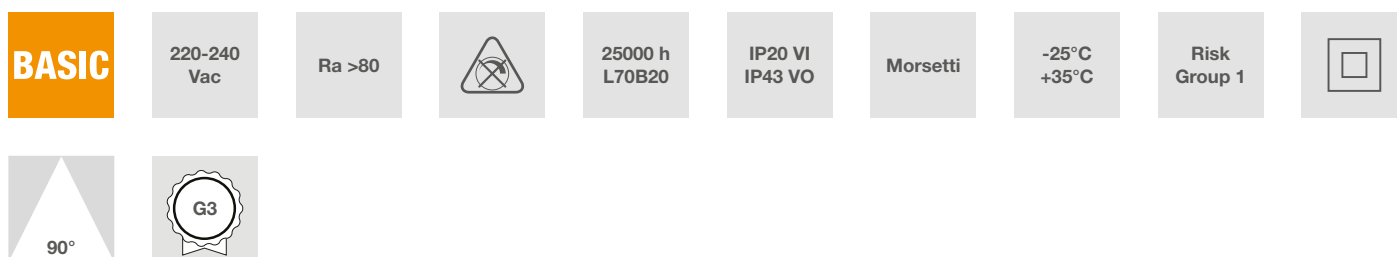 BASIC
220-240
Vac
Ra >80
25000 h
L70B20
IP20 VI
IP43 VO
Morsetti
-25°C
+35°C
Risk
Group 1
90°
G3